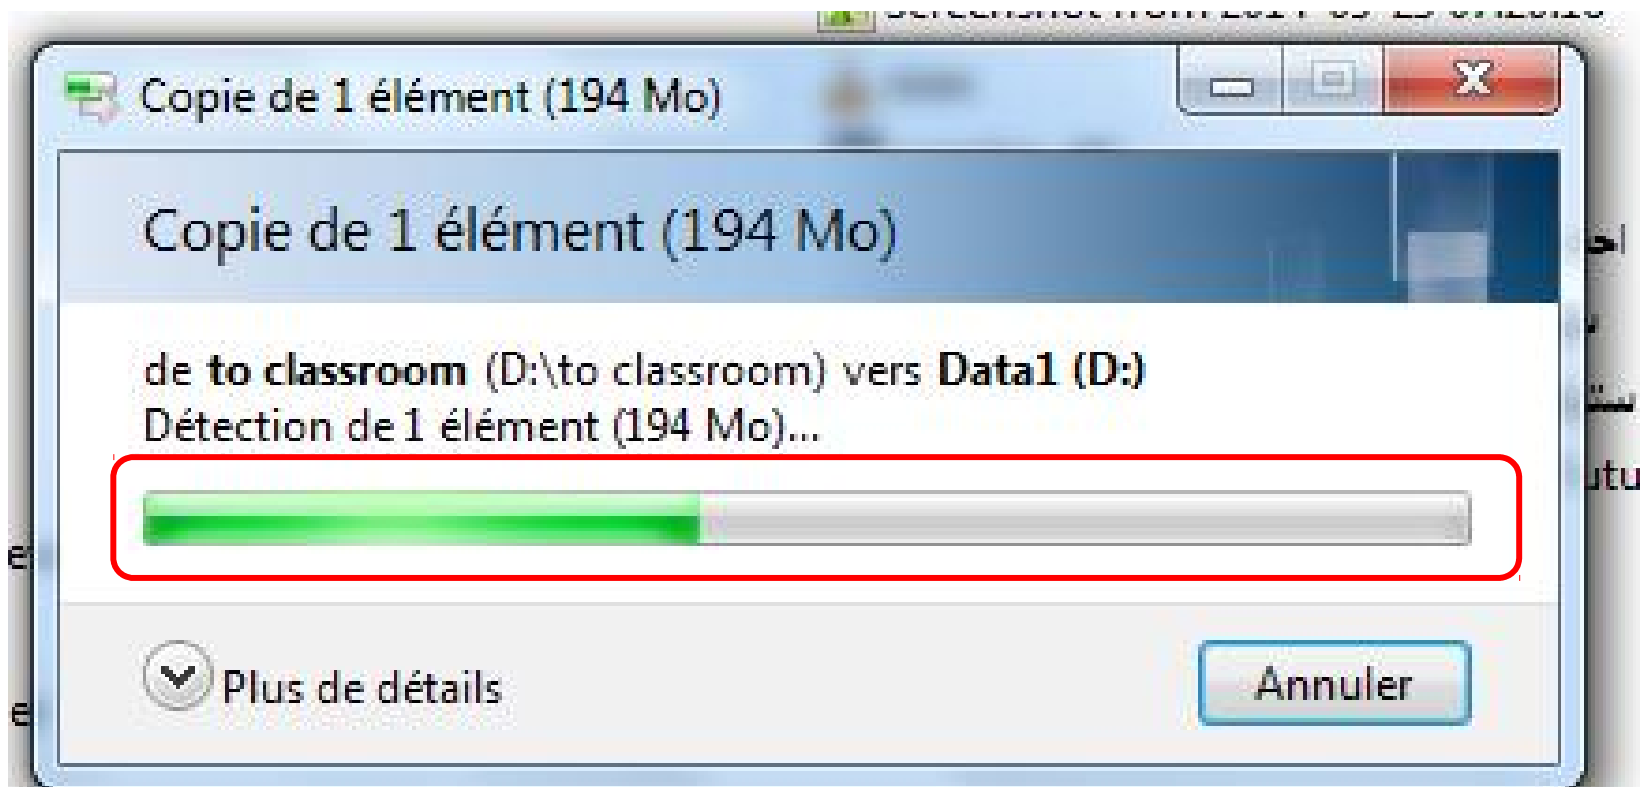 Copie de 1 élément (194 Mo)
Copie de 1 élément (194 Mo)
de to classroom (D:\to classroom) vers Data1 (D:)
Détection de 1 élément (194 Mo)...
Plus de détails
Annuler